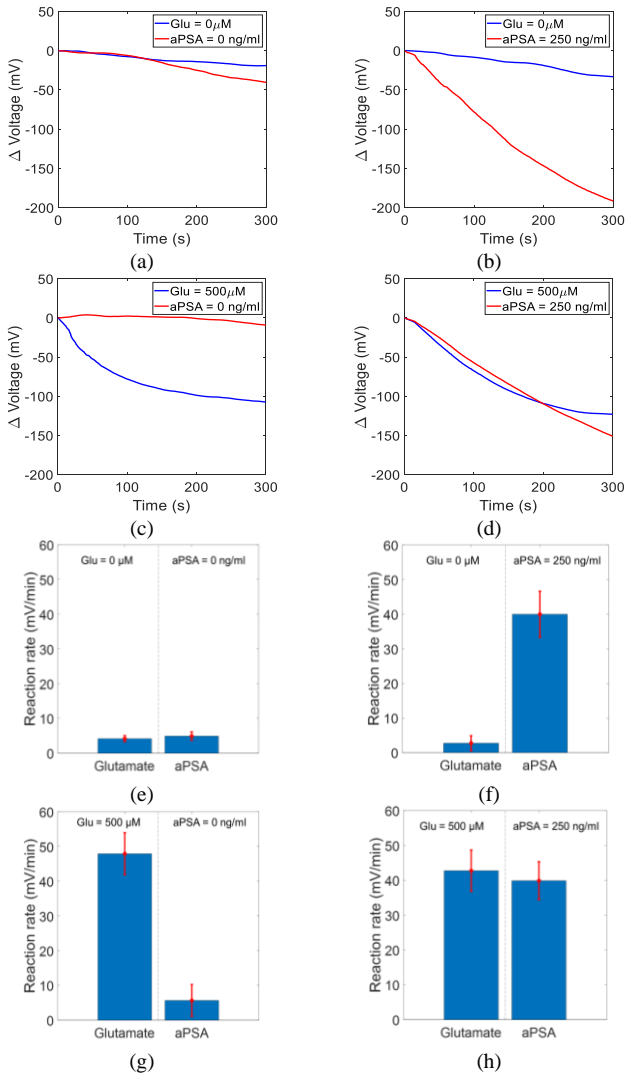 50
0
-50
-100
-150
-200
Δ Voltage (mV)
Glu = 0μM
aPSA = 0 ng/ml
0 100 200 300
Time (s)
(a)
50
0
-50
-100
-150
-200
Δ Voltage (mV)
Glu = 0μM
aPSA = 250 ng/ml
0 100 200 300
Time (s)
(b)
50
0
-50
-100
-150
-200
Δ Voltage (mV)
Glu = 500μM
aPSA = 0 ng/ml
0 100 200 300
Time (s)
(c)
50
0
-50
-100
-150
-200
Δ Voltage (mV)
Glu = 500μM
aPSA = 250 ng/ml
0 100 200 300
Time (s)
(d)
60
50
40
30
20
10
0
Reaction rate (mV/min)
Glu = 0 μM aPSA = 0 ng/ml
Glutamate aPSA
(e)
60
50
40
30
20
10
0
Reaction rate (mV/min)
Glu = 0 μM aPSA = 250 ng/ml
Glutamate aPSA
(f)
60
50
40
30
20
10
0
Reaction rate (mV/min)
Glu = 500 μM aPSA = 0 ng/ml
Glutamate aPSA
(g)
60
50
40
30
20
10
0
Reaction rate (mV/min)
Glu = 500 μM aPSA = 250 ng/ml
Glutamate aPSA
(h)